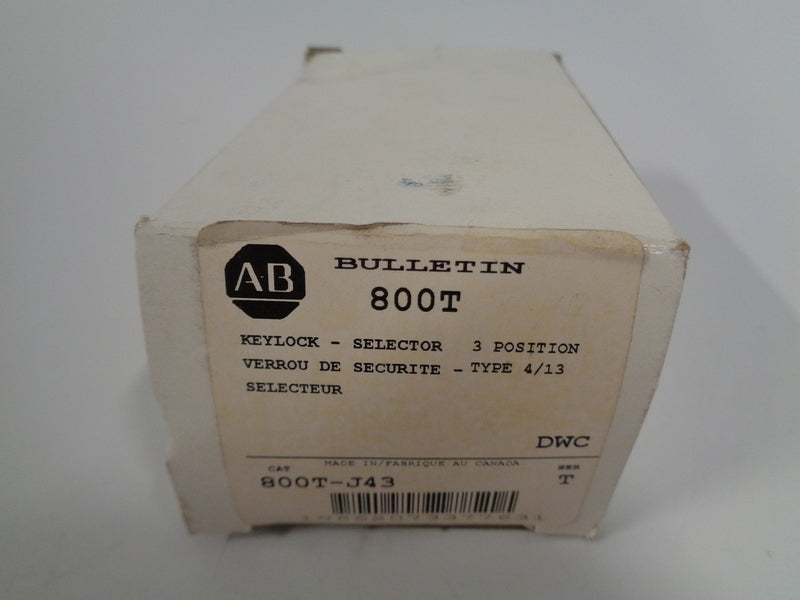 A-B
BULLETIN
800T
KEYLOCK - SELECTOR 3 POSITION
VERROU DE SECURITE - TYPE 4/13
SELECTEUR
DWC
MADE IN/FABRIQUE AU CANADA
CAT SER
800T-J43 T